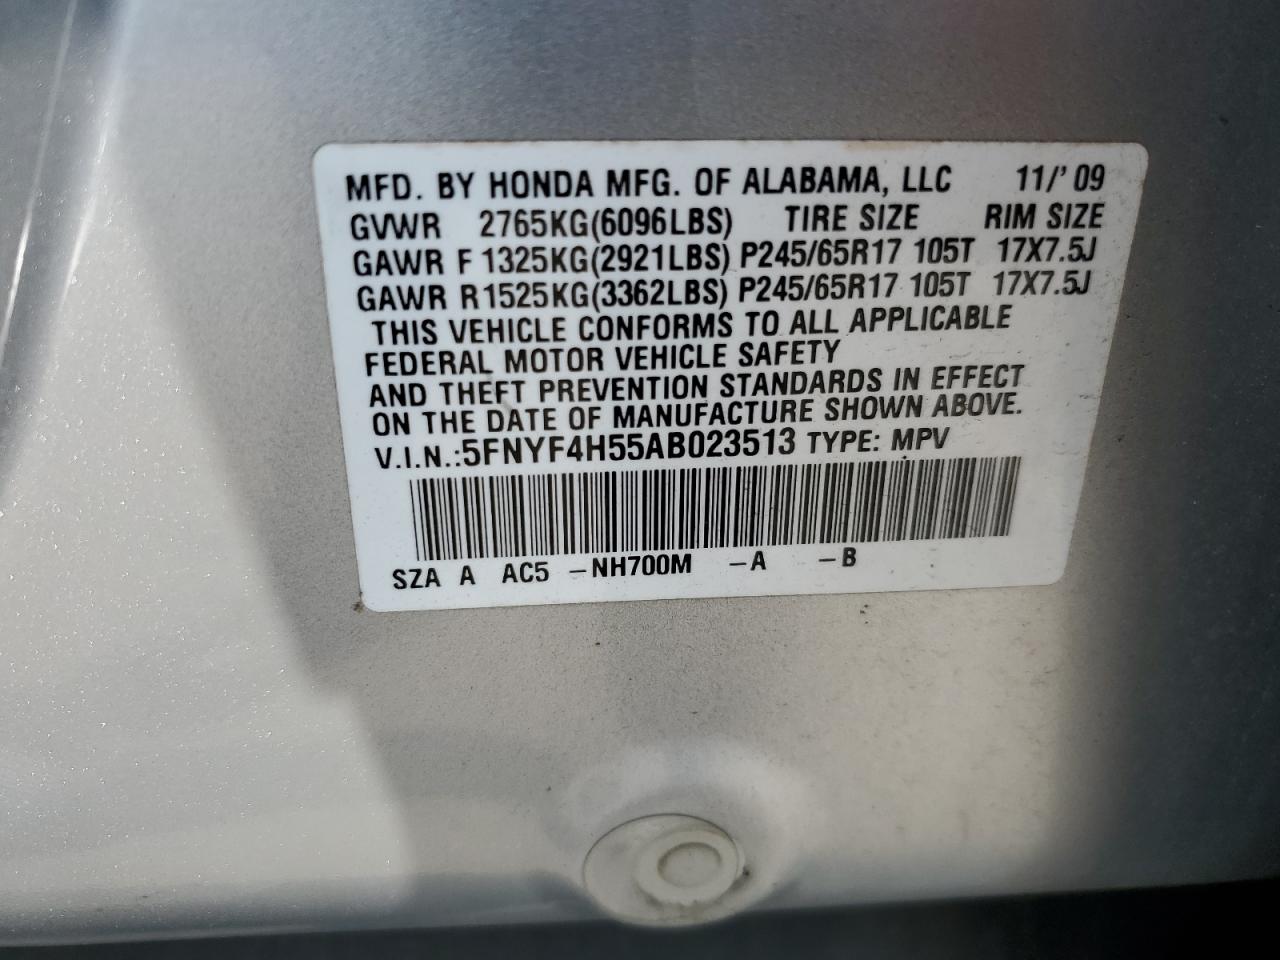 MFD. BY HONDA MFG. OF ALABAMA, LLC 11/'09
GVWR 2765KG(6096LBS) TIRE SIZE RIM SIZE
GAWR F 1325KG(2921LBS) P245/65R17 105T 17X7.5J
GAWR R1525KG(3362LBS) P245/65R17 105T 17X7.5J
THIS VEHICLE CONFORMS TO ALL APPLICABLE
FEDERAL MOTOR VEHICLE SAFETY
AND THEFT PREVENTION STANDARDS IN EFFECT
ON THE DATE OF MANUFACTURE SHOWN ABOVE.
V.I.N.:5FNYF4H55AB023513 TYPE: MPV
SZA A AC5 –NH700M –A –B